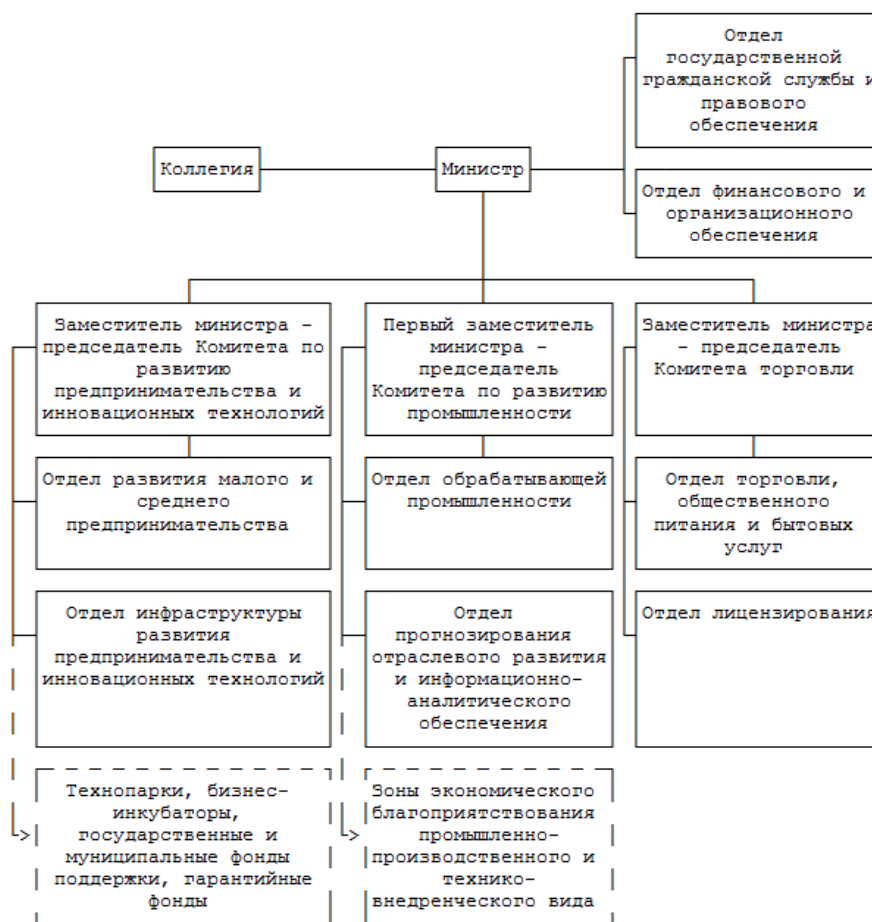 Отдел
государственной
гражданской службы и
правового
обеспечения
Коллегия
Министр
Отдел финансового и
организационного
обеспечения
Заместитель министра -
председатель Комитета по
развитию
предпринимательства и
инновационных технологий
Первый заместитель
министра -
председатель
Комитета по развитию
промышленности
Заместитель министра
- председатель
Комитета торговли
Отдел развития малого и
среднего
предпринимательства
Отдел обрабатывающей
промышленности
Отдел торговли,
общественного
питания и бытовых
услуг
Отдел инфраструктуры
развития
предпринимательства и
инновационных технологий
Отдел
прогнозирования
отраслевого развития
и информационно-
аналитического
обеспечения
Отдел лицензирования
Технопарки, бизнес-
инкубаторы,
государственные и
муниципальные фонды
поддержки, гарантийные
фонды
Зоны экономического
благоприятствования
промышленно-
производственного и
технико-
внедренческого вида